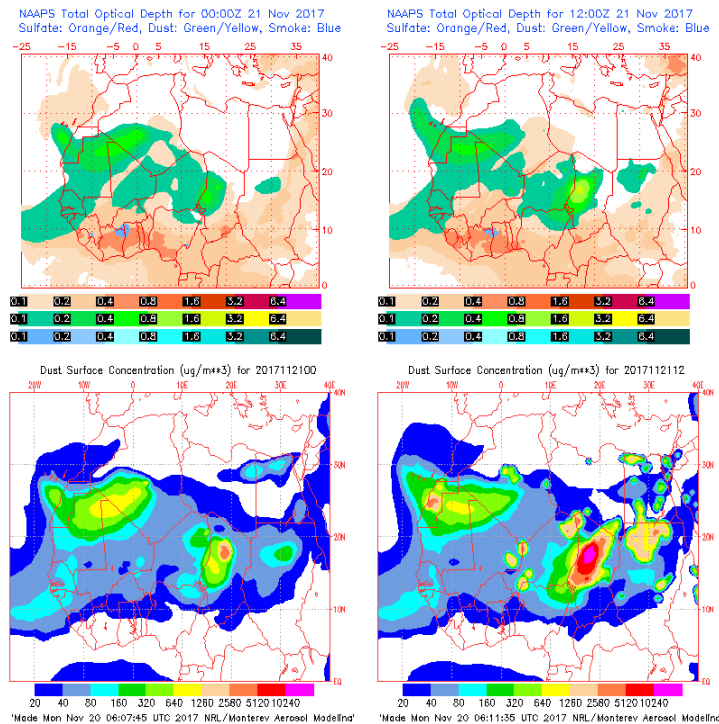 NAAPS Total Optical Depth for 00:00Z 21 Nov 2017
Sulfate: Orange/Red, Dust: Green/Yellow, Smoke: Blue
-25 -15 -10 -5 0 5 10 15 20 25 35
40
30
20
10
0
0.1 0.2 0.4 0.8 1.6 3.2 6.4
0.1 0.2 0.4 0.8 1.6 3.2 6.4
0.1 0.2 0.4 0.8 1.6 3.2 6.4
NAAPS Total Optical Depth for 12:00Z 21 Nov 2017
Sulfate: Orange/Red, Dust: Green/Yellow, Smoke: Blue
-25 -15 -10 -5 0 5 10 15 20 25 35
40
30
20
10
0
0.1 0.2 0.4 0.8 1.6 3.2 6.4
0.1 0.2 0.4 0.8 1.6 3.2 6.4
0.1 0.2 0.4 0.8 1.6 3.2 6.4
Dust Surface Concentration (ug/m**3) for 2017112100
20W 10W 0 10E 20E 30E 40E
40N
30N
20N
10N
EQ
20 40 80 160 320 640 1280 2560 5120 10240
'Made Mon Nov 20 06:07:45 UTC 2017 NRL/Monterey Aerosol Modeling'
Dust Surface Concentration (ug/m**3) for 2017112112
20W 10W 0 10E 20E 30E 40E
40N
30N
20N
10N
EQ
20 40 80 160 320 640 1280 2560 5120 10240
'Made Mon Nov 20 06:11:35 UTC 2017 NRL/Monterey Aerosol Modeling'